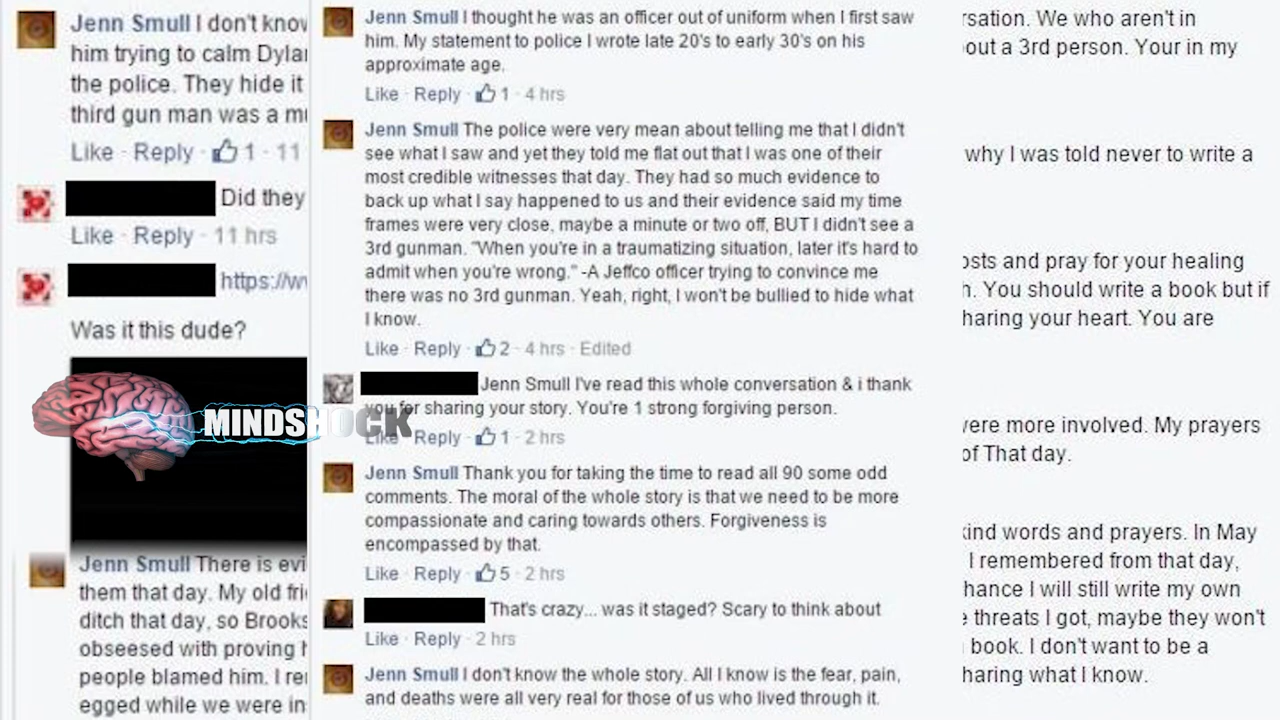 Jenn Smull I don't know
him trying to calm Dylan
the police. They hide it
third gun man was a mu
Like · Reply · 1 · 11
Did they
Like · Reply · 11 hrs
https://w
Was it this dude?
MINDSHOCK
Jenn Smull There is evi
them that day. My old frie
ditch that day, so Brooks
obseesed with proving h
people blamed him. I rem
egged while we were in
Jenn Smull I thought he was an officer out of uniform when I first saw
him. My statement to police I wrote late 20's to early 30's on his
approximate age.
Like · Reply · 1 · 4 hrs
Jenn Smull The police were very mean about telling me that I didn't
see what I saw and yet they told me flat out that I was one of their
most credible witnesses that day. They had so much evidence to
back up what I say happened to us and their evidence said my time
frames were very close, maybe a minute or two off, BUT I didn't see a
3rd gunman. "When you're in a traumatizing situation, later it's hard to
admit when you're wrong." -A Jeffco officer trying to convince me
there was no 3rd gunman. Yeah, right, I won't be bullied to hide what
I know.
Like · Reply · 2 · 4 hrs · Edited
Jenn Smull I've read this whole conversation & i thank
you for sharing your story. You're 1 strong forgiving person.
Like · Reply · 1 · 2 hrs
Jenn Smull Thank you for taking the time to read all 90 some odd
comments. The moral of the whole story is that we need to be more
compassionate and caring towards others. Forgiveness is
encompassed by that.
Like · Reply · 5 · 2 hrs
That's crazy... was it staged? Scary to think about
Like · Reply · 2 hrs
Jenn Smull I don't know the whole story. All I know is the fear, pain,
and deaths were all very real for those of us who lived through it.
rsation. We who aren't in
out a 3rd person. Your in my
why I was told never to write a
osts and pray for your healing
n. You should write a book but if
haring your heart. You are
vere more involved. My prayers
of That day.
kind words and prayers. In May
I remembered from that day,
hance I will still write my own
e threats I got, maybe they won't
book. I don't want to be a
haring what I know.